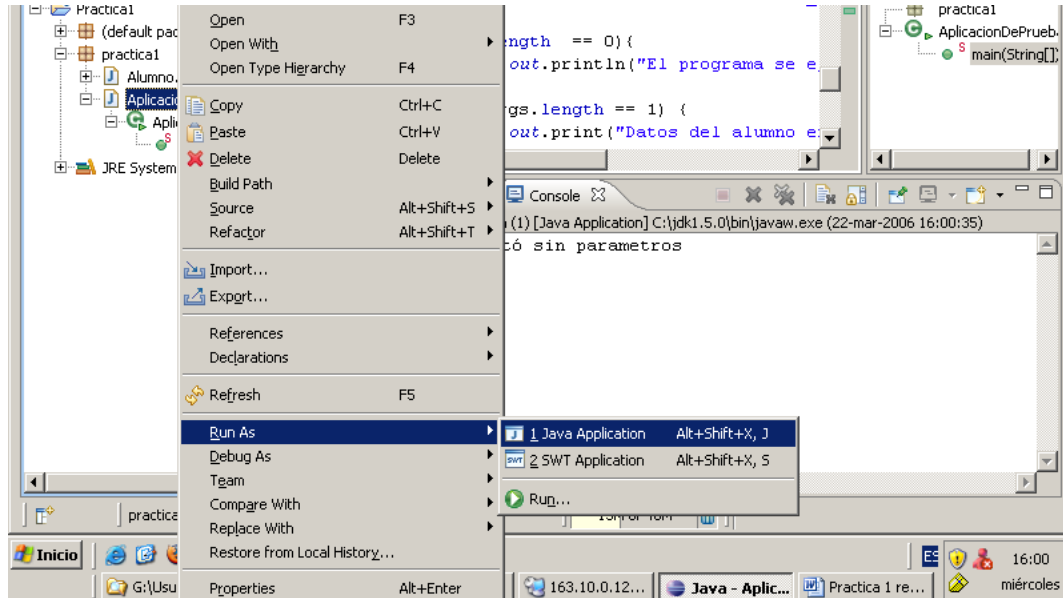 Practica1
(default pac
practica1
Alumno.
Aplicació
Apli
S
JRE System
Open F3
Open With
Open Type Hierarchy F4
Copy Ctrl+C
Paste Ctrl+V
Delete Delete
Build Path
Source Alt+Shift+S
Refactor Alt+Shift+T
Import...
Export...
References
Declarations
Refresh F5
Run As
Debug As
Team
Compare With
Replace With
Restore from Local History...
Properties Alt+Enter
1 Java Application Alt+Shift+X, J
SWT 2 SWT Application Alt+Shift+X, S
Run...
ngth == 0){
out.println("El programa se e
gs.length == 1) {
out.print("Datos del alumno e
practica1
AplicacionDePrueb
S main(String[])
Console
(1) [Java Application] C:\jdk1.5.0\bin\javaw.exe (22-mar-2006 16:00:35)
tó sin parametros
practica
Inicio
ES
16:00
G:\Usu
163.10.0.12...
Java - Aplic...
Practica 1 re...
miércoles